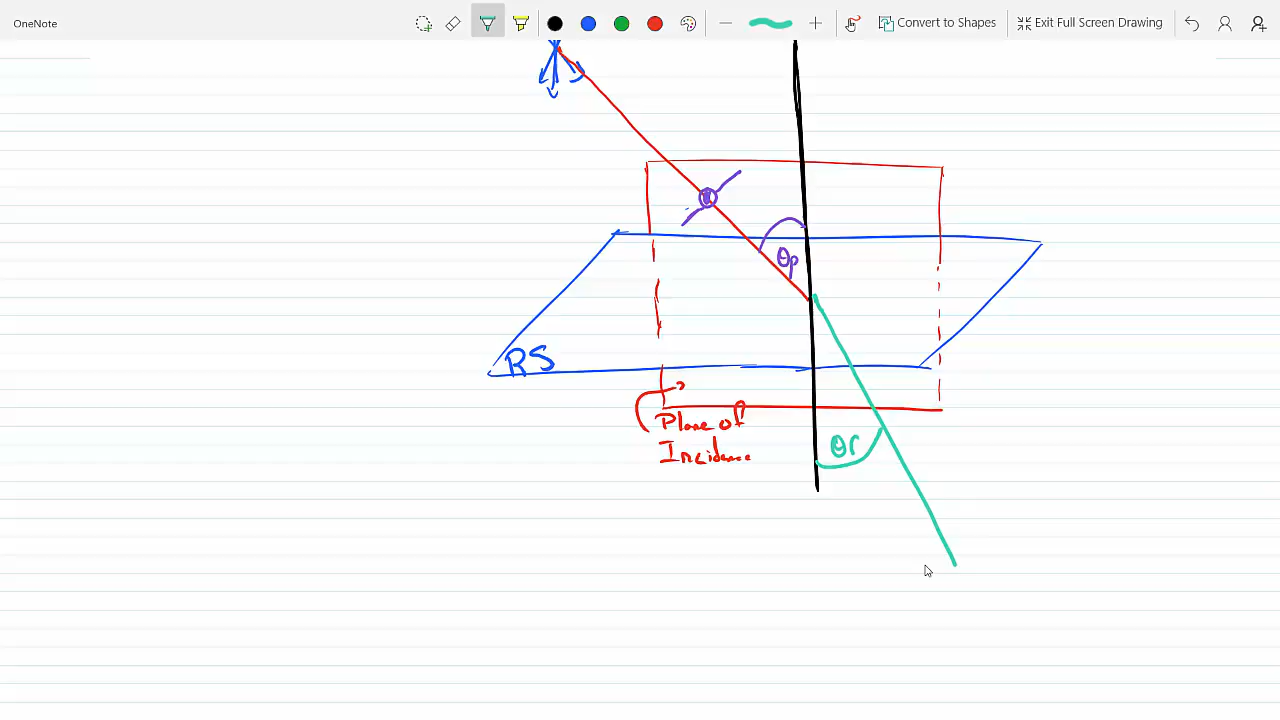 OneNote
Convert to Shapes
Exit Full Screen Drawing
θp
RS
Plane of
Incidence
θr